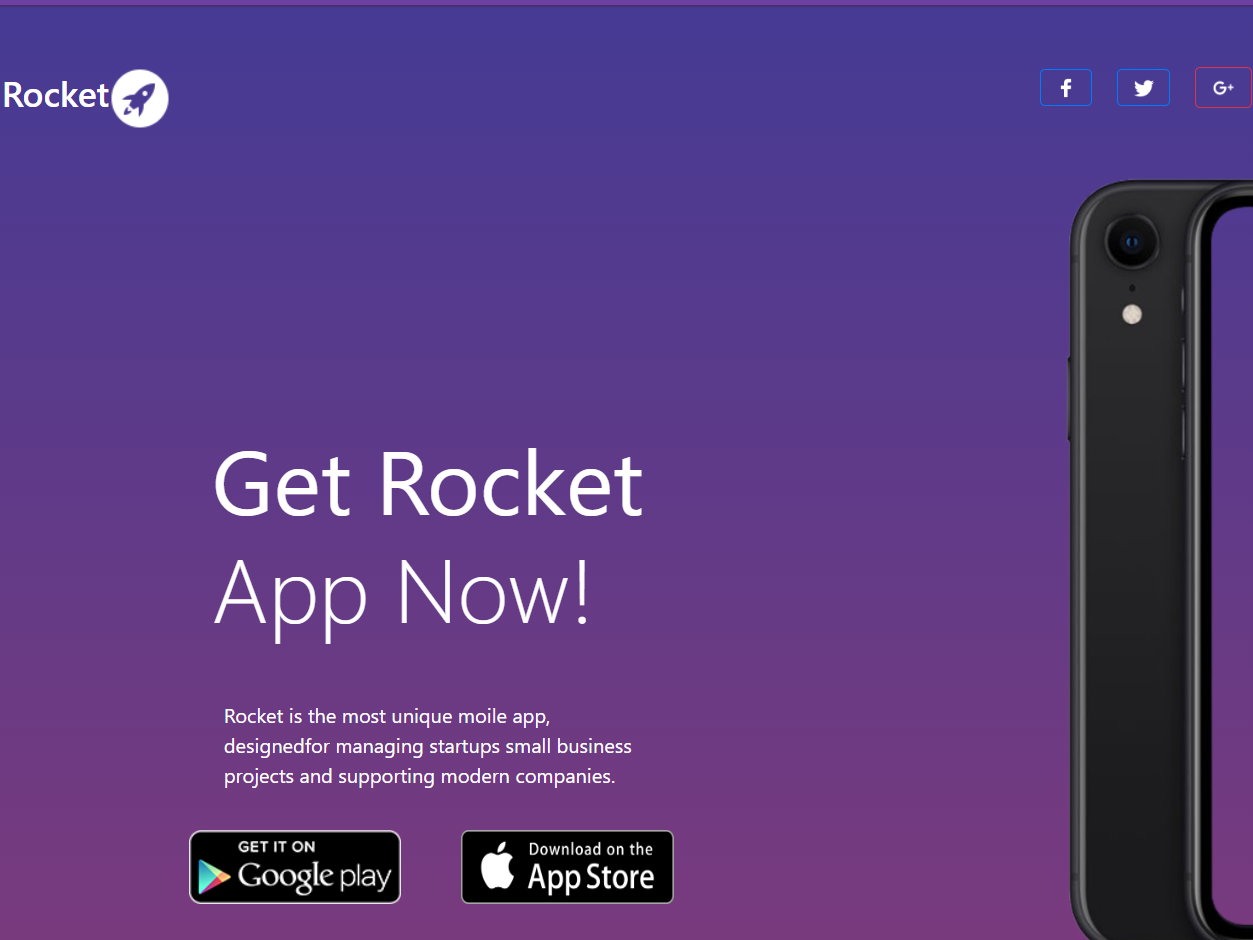 Rocket
G+
Get Rocket
App Now!
Rocket is the most unique moile app,
designedfor managing startups small business
projects and supporting modern companies.
GET IT ON
Google play
Download on the
App Store